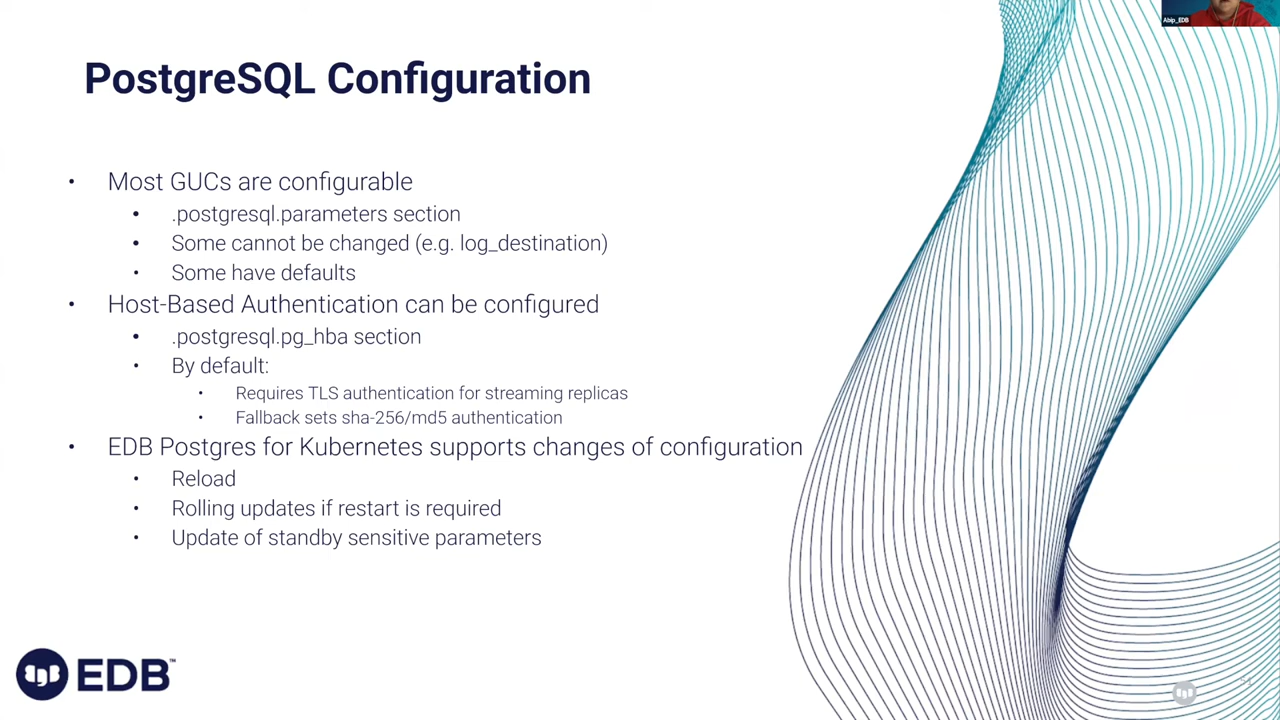 Abip_EDB
PostgreSQL Configuration
• Most GUCs are configurable
• .postgresql.parameters section
• Some cannot be changed (e.g. log_destination)
• Some have defaults
• Host-Based Authentication can be configured
• .postgresql.pg_hba section
• By default:
• Requires TLS authentication for streaming replicas
• Fallback sets sha-256/md5 authentication
• EDB Postgres for Kubernetes supports changes of configuration
• Reload
• Rolling updates if restart is required
• Update of standby sensitive parameters
EDB™